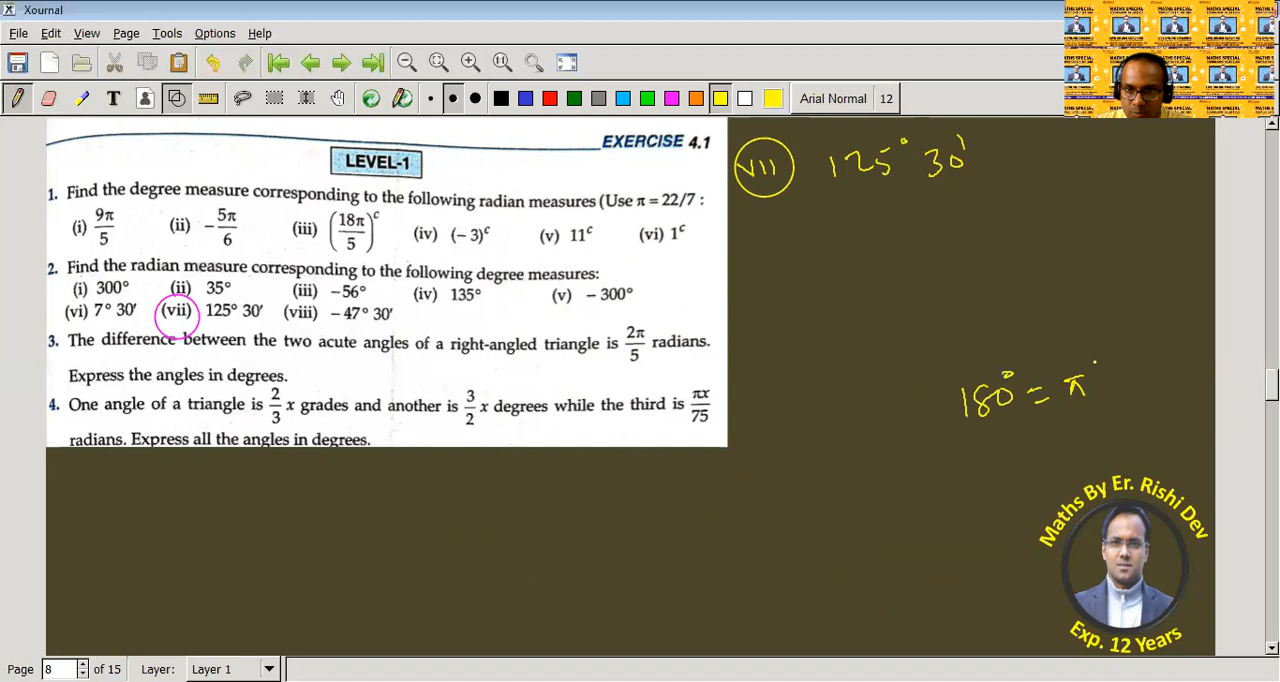 Xournal
File Edit View Page Tools Options Help
Arial Normal 12
EXERCISE 4.1
LEVEL-1
1. Find the degree measure corresponding to the following radian measures (Use π = 22/7 :
(i) 9π/5 (ii) − 5π/6 (iii) (18π/5)ᶜ (iv) (− 3)ᶜ (v) 11ᶜ (vi) 1ᶜ
2. Find the radian measure corresponding to the following degree measures:
(i) 300° (ii) 35° (iii) −56° (iv) 135° (v) − 300°
(vi) 7° 30′ (vii) 125° 30′ (viii) − 47° 30′
3. The difference between the two acute angles of a right-angled triangle is 2π/5 radians.
Express the angles in degrees.
4. One angle of a triangle is 2/3 x grades and another is 3/2 x degrees while the third is πx/75
radians. Express all the angles in degrees.
VII 125° 30′
180° = π
Maths By Er. Rishi Dev
Exp. 12 Years
Page 8 of 15 Layer: Layer 1